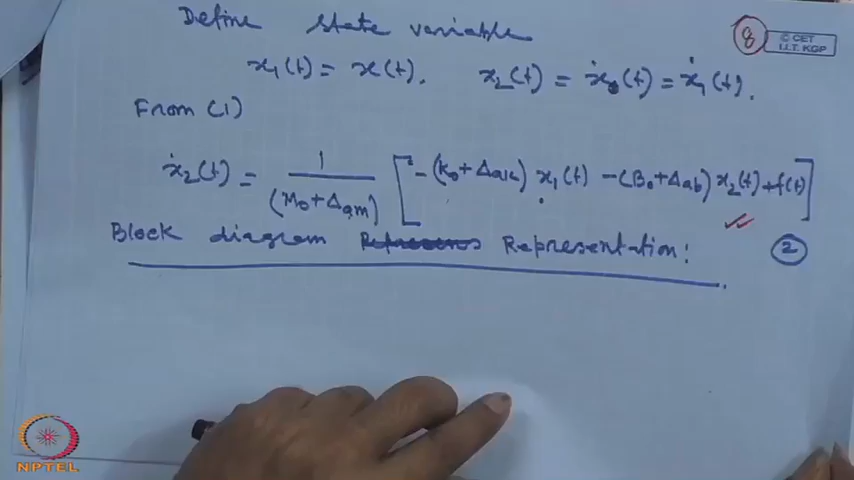 Define state variable
8
© CET
I.I.T. KGP
x₁(t) = x(t). x₂(t) = ẋ(t) = ẋ₁(t).
From (1)
ẋ₂(t) = 1/(M₀+Δam) [-(K₀+Δak) x₁(t) -(B₀+Δab) x₂(t) + f(t)]
Block diagram Representation:
2
NPTEL